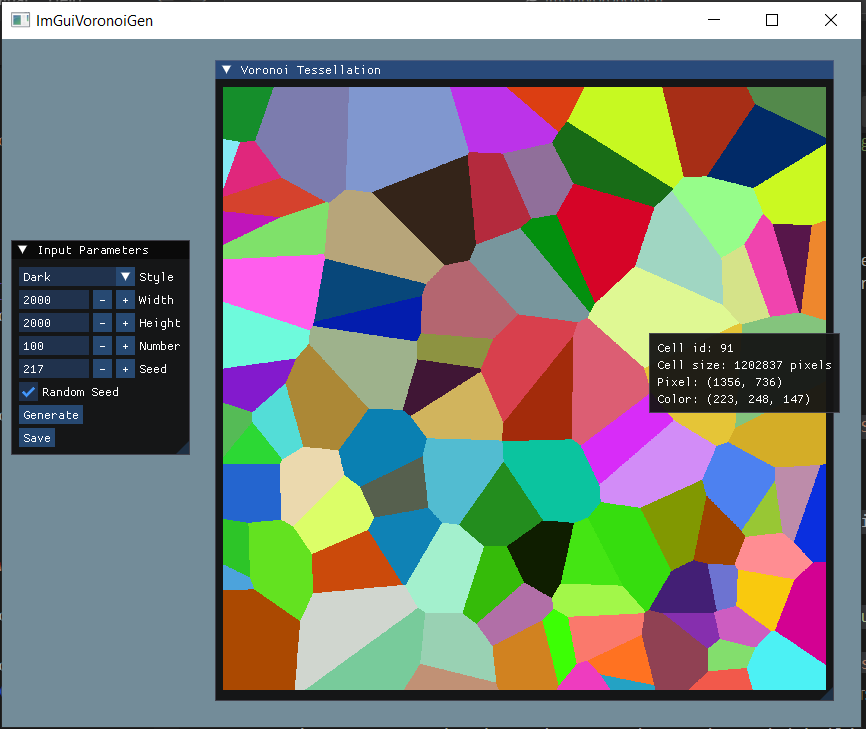 ImGuiVoronoiGen
Voronoi Tessellation
Input Parameters
Dark Style
2000 - + Width
2000 - + Height
100 - + Number
217 - + Seed
Random Seed
Generate
Save
Cell id: 91
Cell size: 1202837 pixels
Pixel: (1356, 736)
Color: (223, 248, 147)